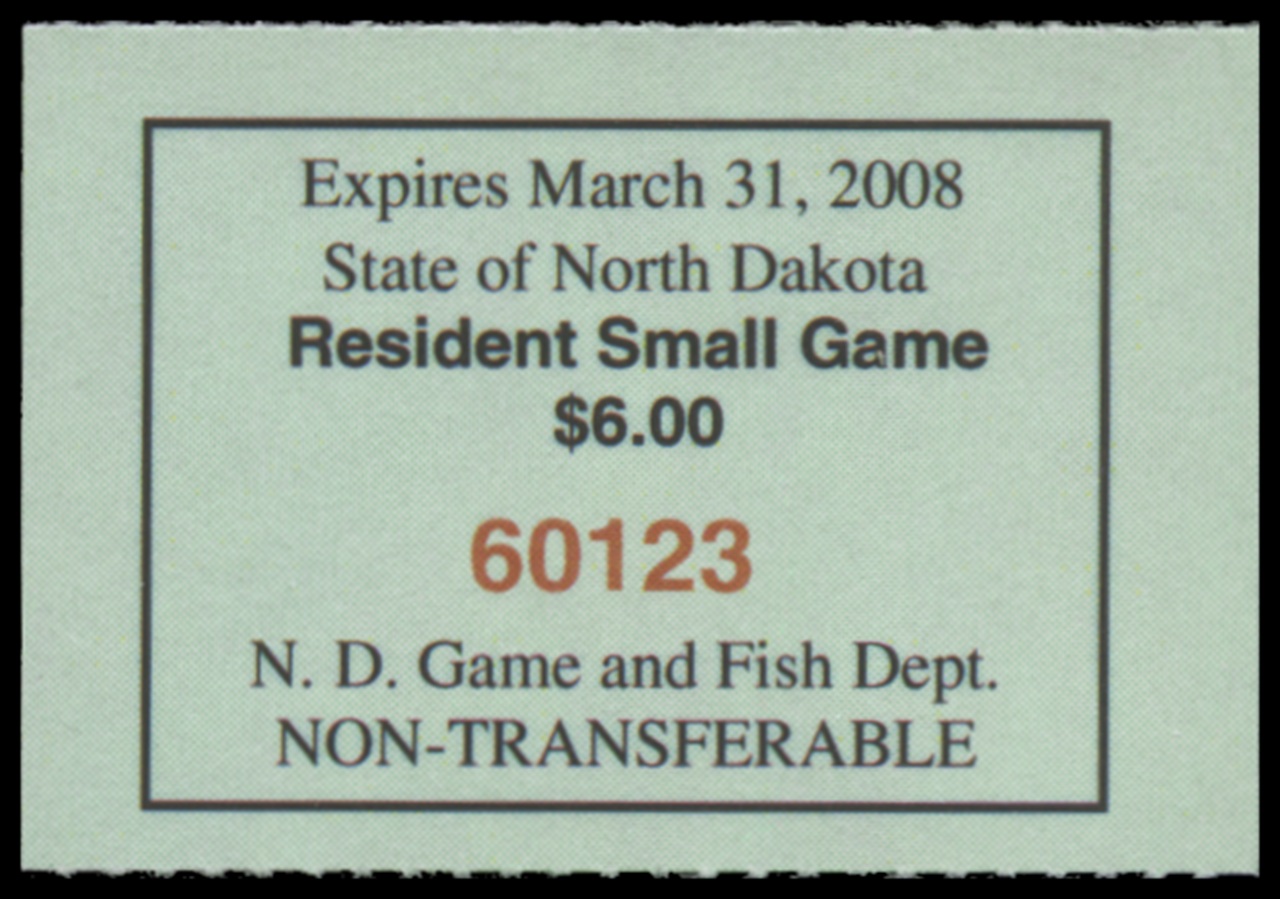 Expires March 31, 2008
State of North Dakota
Resident Small Game
$6.00
60123
N. D. Game and Fish Dept.
NON-TRANSFERABLE